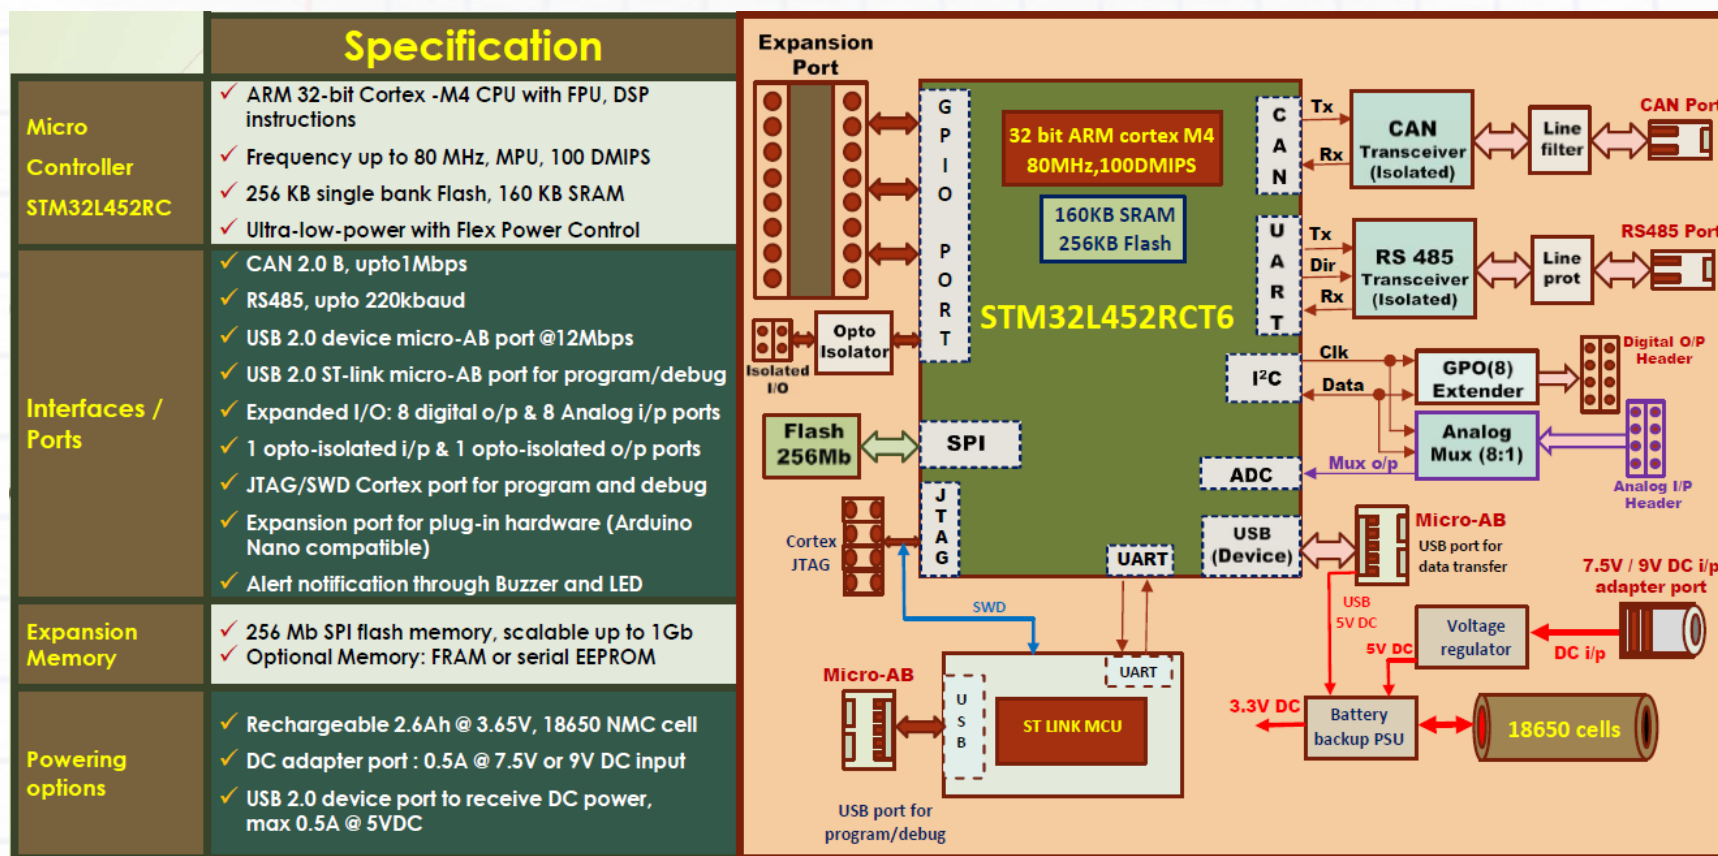 Specification
Micro
Controller
STM32L452RC
✓ ARM 32-bit Cortex -M4 CPU with FPU, DSP
instructions
✓ Frequency up to 80 MHz, MPU, 100 DMIPS
✓ 256 KB single bank Flash, 160 KB SRAM
✓ Ultra-low-power with Flex Power Control
Interfaces /
Ports
✓ CAN 2.0 B, upto1Mbps
✓ RS485, upto 220kbaud
✓ USB 2.0 device micro-AB port @12Mbps
✓ USB 2.0 ST-link micro-AB port for program/debug
✓ Expanded I/O: 8 digital o/p & 8 Analog i/p ports
✓ 1 opto-isolated i/p & 1 opto-isolated o/p ports
✓ JTAG/SWD Cortex port for program and debug
✓ Expansion port for plug-in hardware (Arduino
Nano compatible)
✓ Alert notification through Buzzer and LED
Expansion
Memory
✓ 256 Mb SPI flash memory, scalable up to 1Gb
✓ Optional Memory: FRAM or serial EEPROM
Powering
options
✓ Rechargeable 2.6Ah @ 3.65V, 18650 NMC cell
✓ DC adapter port : 0.5A @ 7.5V or 9V DC input
✓ USB 2.0 device port to receive DC power,
max 0.5A @ 5VDC
Expansion
Port
GPIO PORT
32 bit ARM cortex M4
80MHz,100DMIPS
160KB SRAM
256KB Flash
STM32L452RCT6
CAN
Tx
Rx
CAN
Transceiver
(Isolated)
Line
filter
CAN Port
UART
Tx
Dir
Rx
RS 485
Transceiver
(Isolated)
Line
prot
RS485 Port
Opto
Isolator
Isolated
I/O
I²C
Clk
Data
GPO(8)
Extender
Digital O/P
Header
Flash
256Mb
SPI
ADC
Mux o/p
Analog
Mux (8:1)
Analog I/P
Header
Cortex
JTAG
JTAG
UART
USB
(Device)
Micro-AB
USB port for
data transfer
7.5V / 9V DC i/p
adapter port
SWD
USB
5V DC
5V DC
Voltage
regulator
DC i/p
Micro-AB
USB
UART
ST LINK MCU
3.3V DC
Battery
backup PSU
18650 cells
USB port for
program/debug